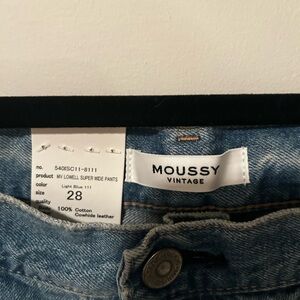 no. 540ESC11-8111
product MV LOWELL SUPER WIDE PANTS
color Light Blue 111
size 28
quality 100% Cotton
Cowhide leather
MOUSSY
VINTAGE